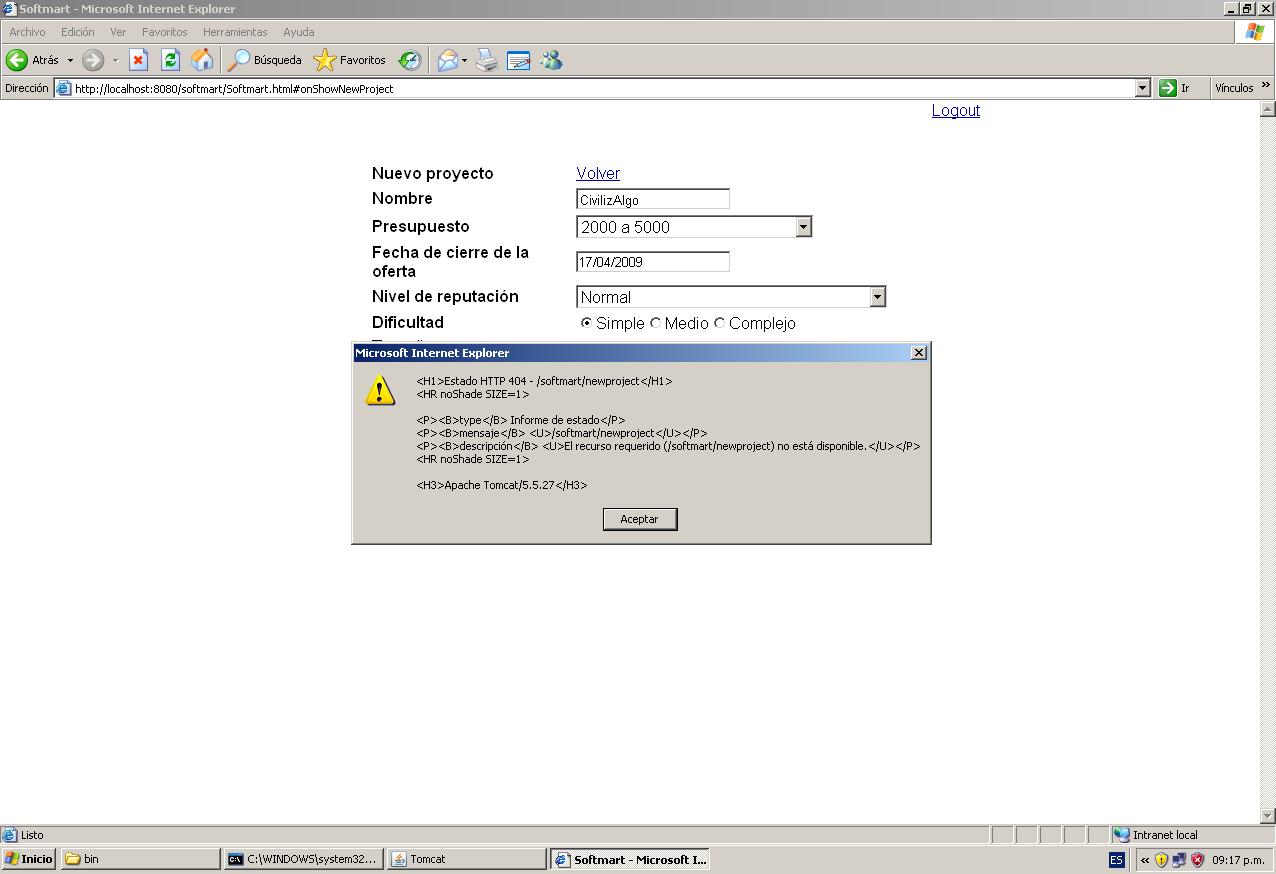 Softmart - Microsoft Internet Explorer
Archivo Edición Ver Favoritos Herramientas Ayuda
Atrás Búsqueda Favoritos
Dirección http://localhost:8080/softmart/Softmart.html#onShowNewProject Ir Vínculos »
Logout
Nuevo proyecto Volver
Nombre CivilizAlgo
Presupuesto 2000 a 5000
Fecha de cierre de la
oferta 17/04/2009
Nivel de reputación Normal
Dificultad Simple Medio Complejo
Microsoft Internet Explorer
<H1>Estado HTTP 404 - /softmart/newproject</H1>
<HR noShade SIZE=1>
<P><B>type</B> Informe de estado</P>
<P><B>mensaje</B> <U>/softmart/newproject</U></P>
<P><B>descripción</B> <U>El recurso requerido (/softmart/newproject) no está disponible.</U></P>
<HR noShade SIZE=1>
<H3>Apache Tomcat/5.5.27</H3>
Aceptar
Listo Intranet local
Inicio bin C:\WINDOWS\system32... Tomcat Softmart - Microsoft I... ES « 09:17 p.m.